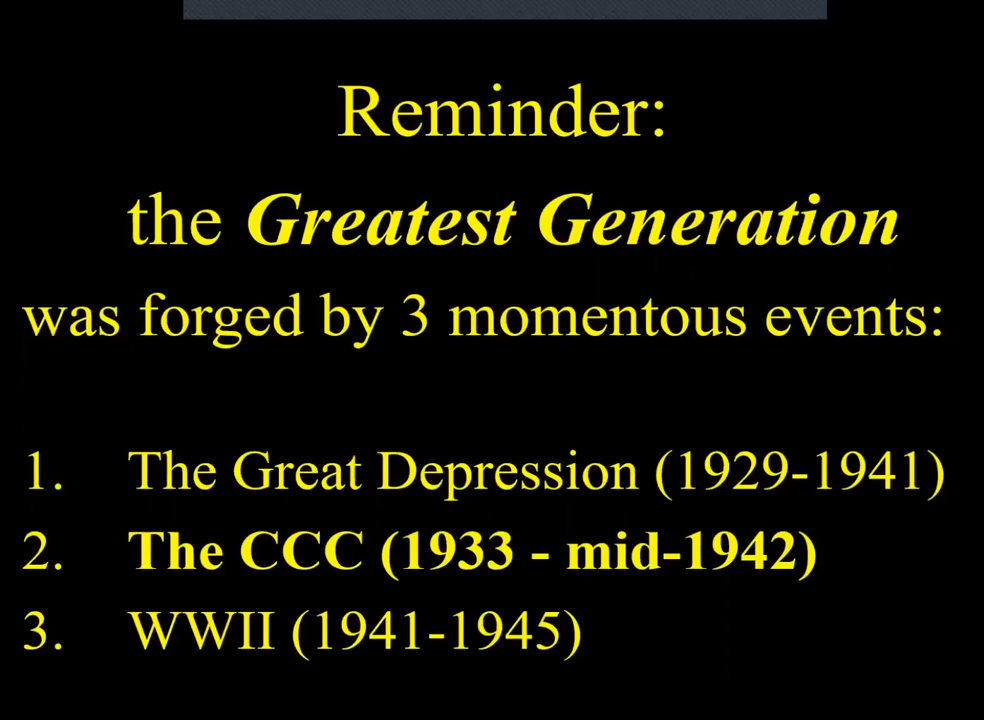 Reminder:
the Greatest Generation
was forged by 3 momentous events:
1. The Great Depression (1929-1941)
2. The CCC (1933 - mid-1942)
3. WWII (1941-1945)